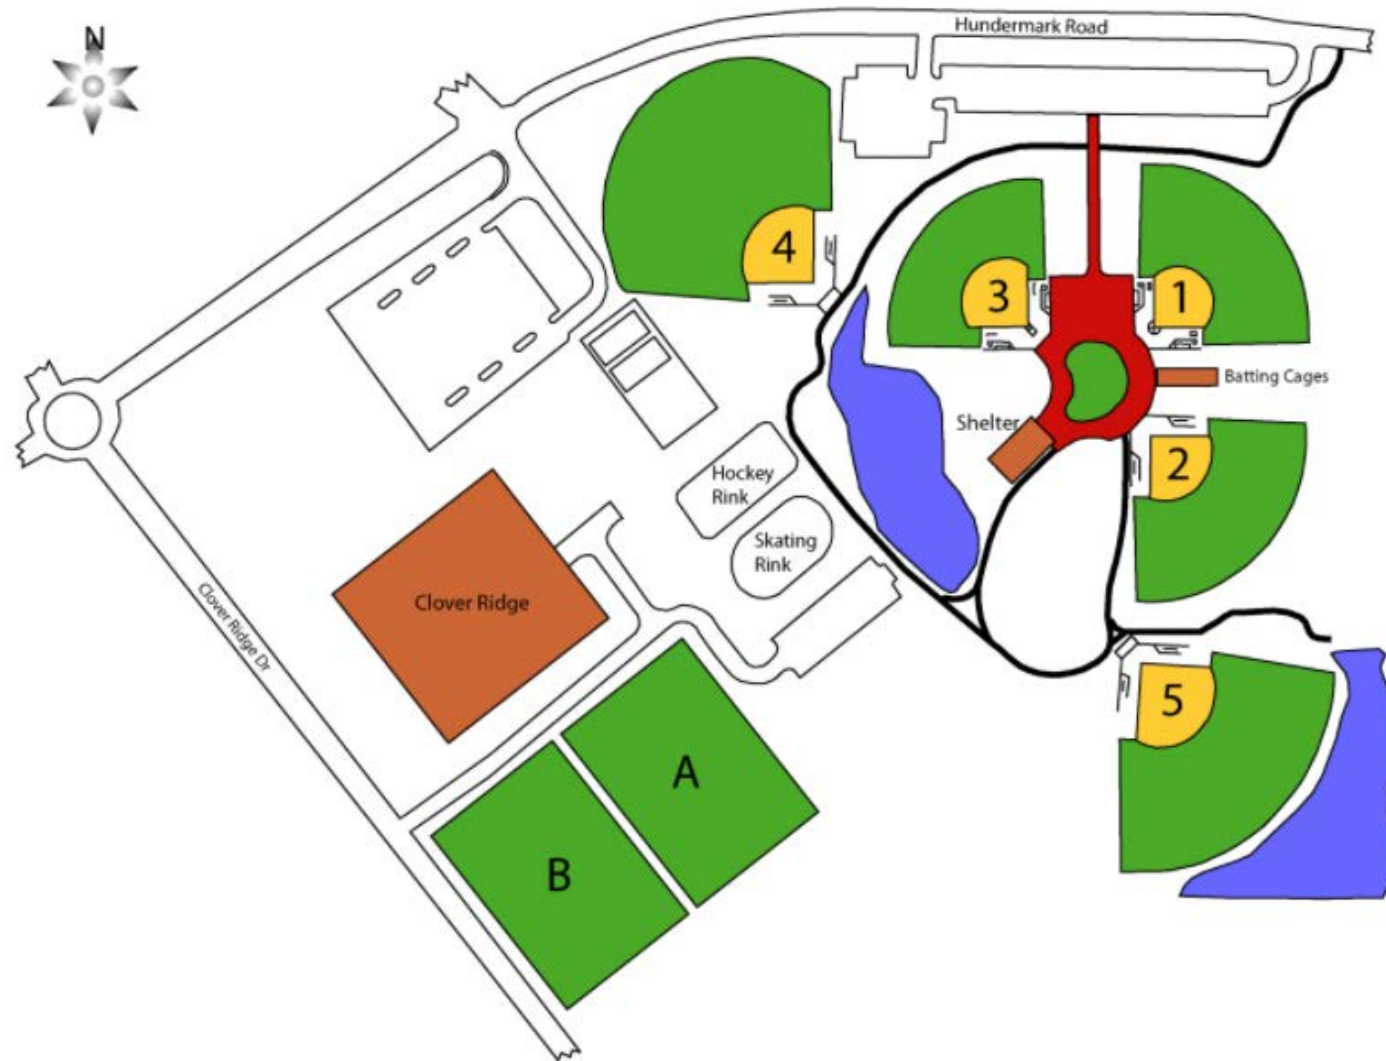 N
Hundermark Road
4
3
1
Batting Cages
Shelter
2
Hockey
Rink
Skating
Rink
Clover Ridge
Clover Ridge Dr
5
A
B